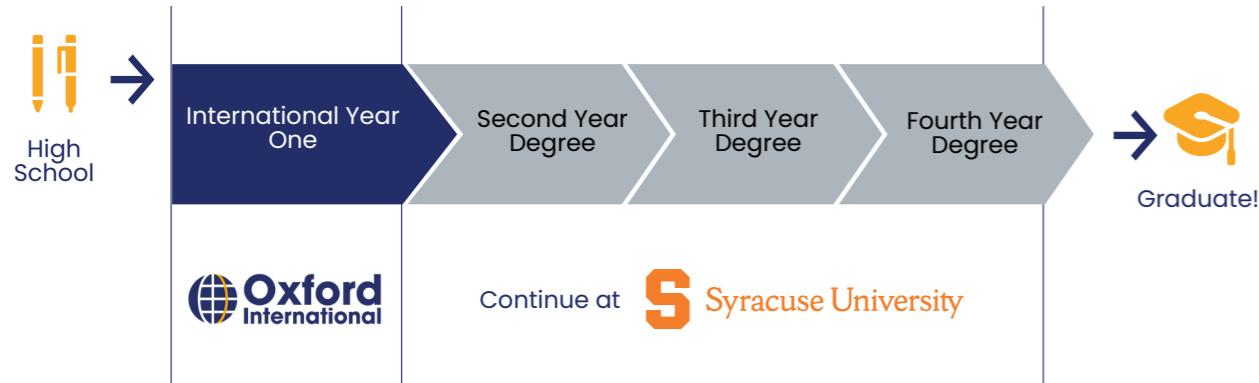 High
School
International Year
One
Second Year
Degree
Third Year
Degree
Fourth Year
Degree
Graduate!
Oxford
International
Continue at
S Syracuse University